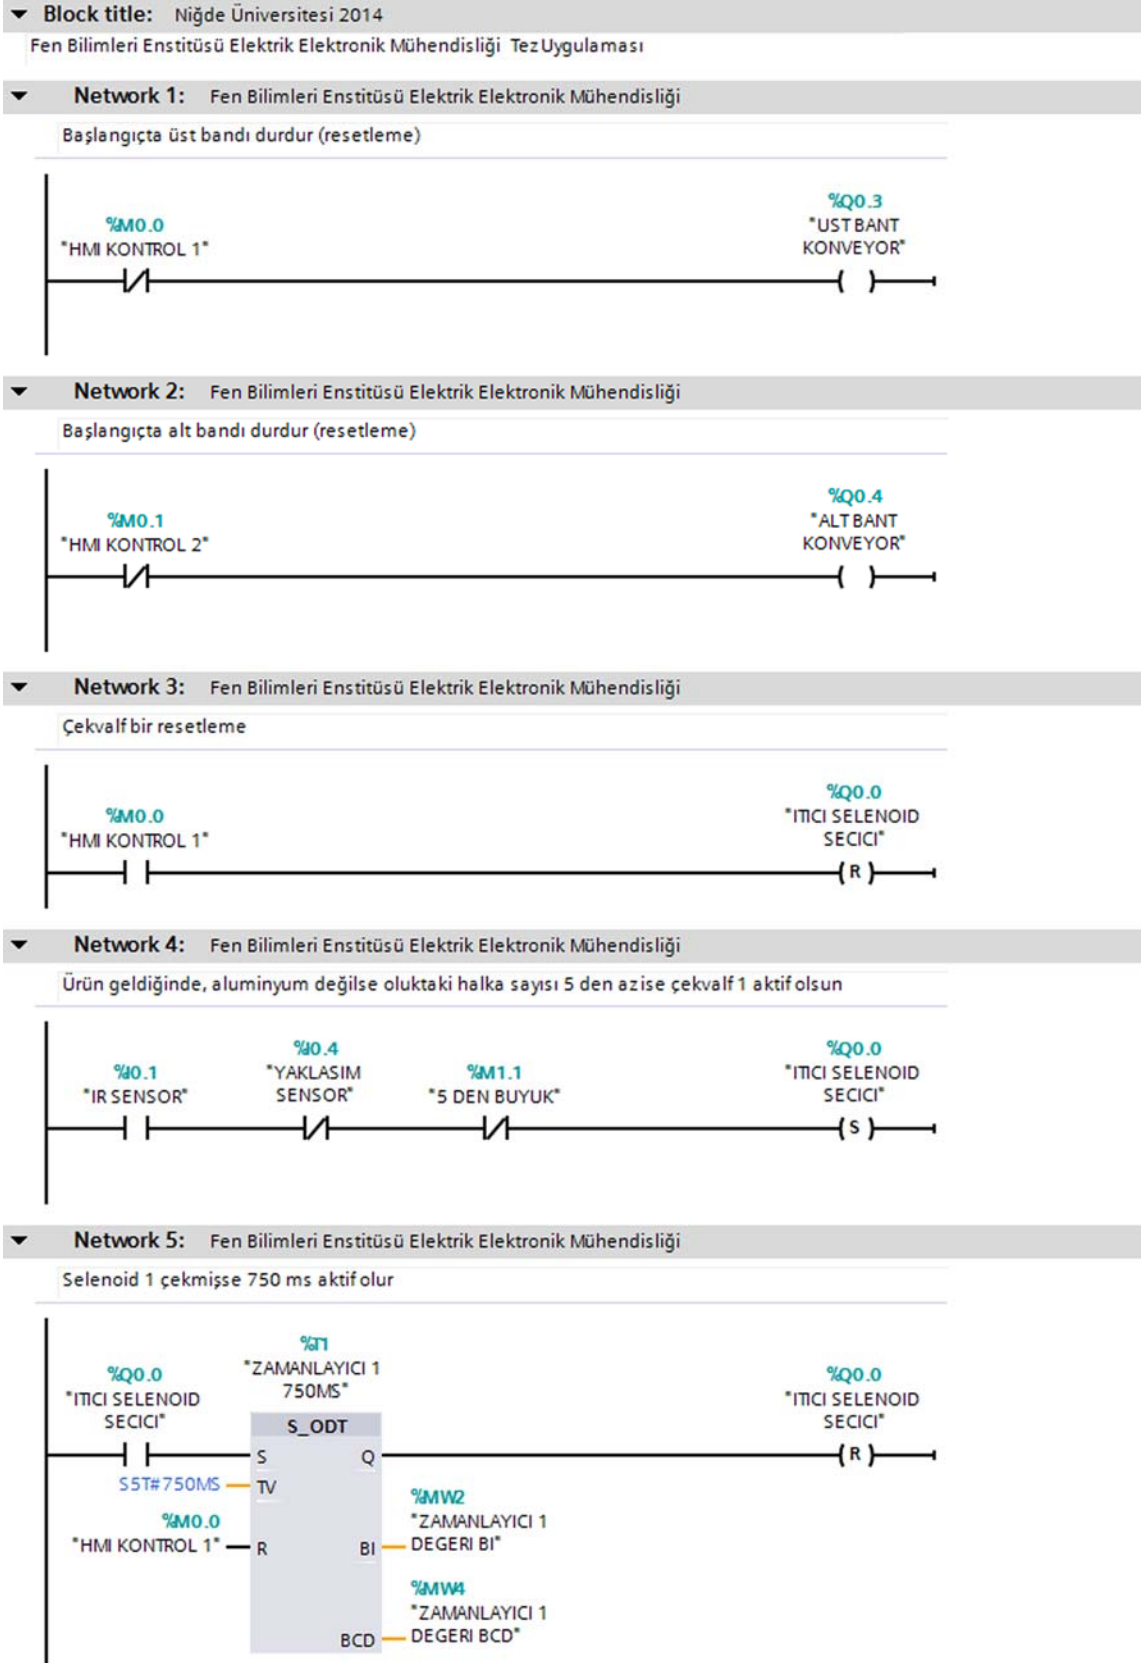 Block title: Niğde Üniversitesi 2014
Fen Bilimleri Enstitüsü Elektrik Elektronik Mühendisliği Tez Uygulaması
Network 1: Fen Bilimleri Enstitüsü Elektrik Elektronik Mühendisliği
Başlangıçta üst bandı durdur (resetleme)
%M0.0
"HMI KONTROL 1"
%Q0.3
"UST BANT
KONVEYOR"
Network 2: Fen Bilimleri Enstitüsü Elektrik Elektronik Mühendisliği
Başlangıçta alt bandı durdur (resetleme)
%M0.1
"HMI KONTROL 2"
%Q0.4
"ALT BANT
KONVEYOR"
Network 3: Fen Bilimleri Enstitüsü Elektrik Elektronik Mühendisliği
Çekvalf bir resetleme
%M0.0
"HMI KONTROL 1"
%Q0.0
"ITICI SELENOID
SECICI"
( R )
Network 4: Fen Bilimleri Enstitüsü Elektrik Elektronik Mühendisliği
Ürün geldiğinde, aluminyum değilse oluktaki halka sayısı 5 den az ise çekvalf 1 aktif olsun
%I0.1
"IR SENSOR"
%I0.4
"YAKLASIM
SENSOR"
%M1.1
"5 DEN BUYUK"
%Q0.0
"ITICI SELENOID
SECICI"
( S )
Network 5: Fen Bilimleri Enstitüsü Elektrik Elektronik Mühendisliği
Selenoid 1 çekmişse 750 ms aktif olur
%Q0.0
"ITICI SELENOID
SECICI"
%T1
"ZAMANLAYICI 1
750MS"
S_ODT
S Q
S5T#750MS TV
%M0.0
"HMI KONTROL 1" R
%Q0.0
"ITICI SELENOID
SECICI"
( R )
%MW2
"ZAMANLAYICI 1
BI DEGERI BI"
%MW4
"ZAMANLAYICI 1
BCD DEGERI BCD"